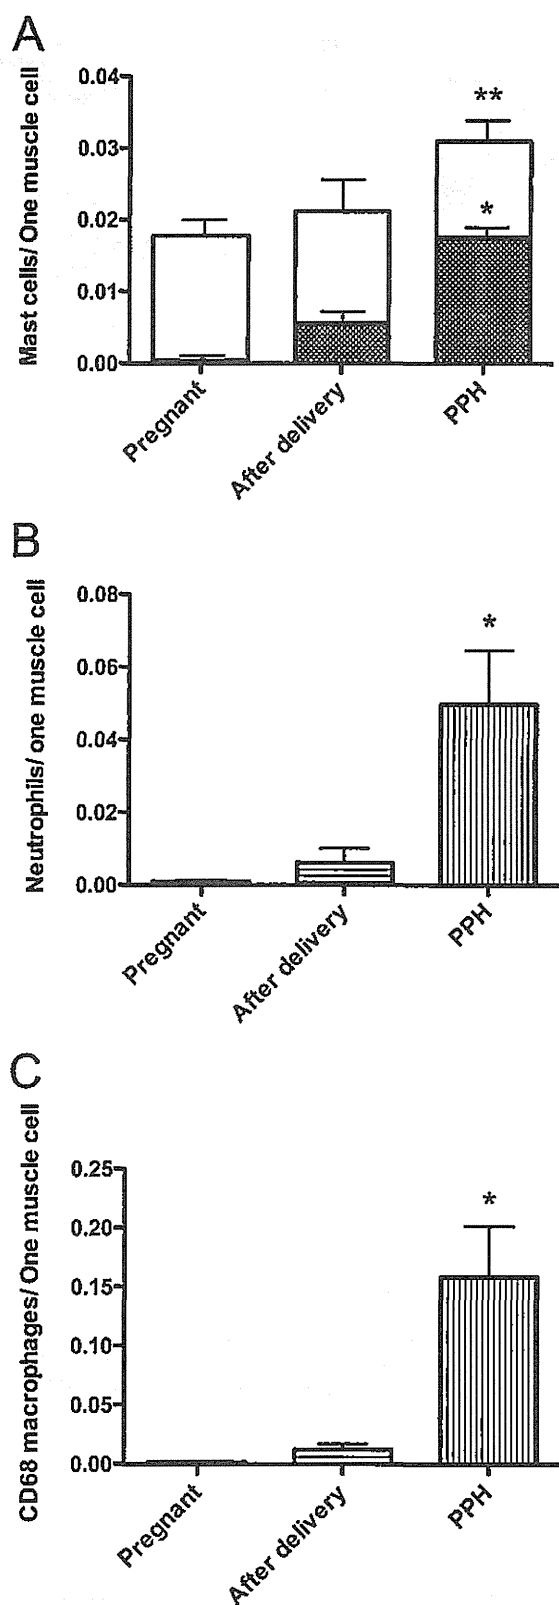 A
Mast cells/ One muscle cell
0.04
0.03
0.02
0.01
0.00
**
*
Pregnant
After delivery
PPH
B
Neutrophils/ one muscle cell
0.08
0.06
0.04
0.02
0.00
*
Pregnant
After delivery
PPH
C
CD68 macrophages/ One muscle cell
0.25
0.20
0.15
0.10
0.05
0.00
*
Pregnant
After delivery
PPH